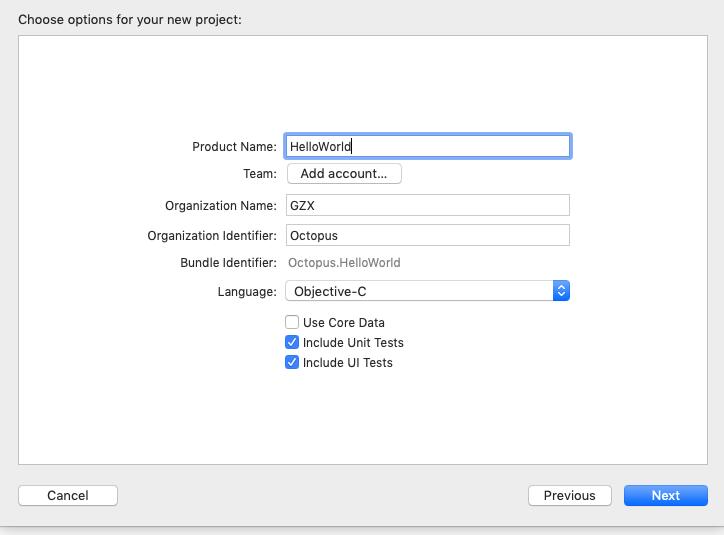 Choose options for your new project:
Product Name: HelloWorld
Team: Add account...
Organization Name: GZX
Organization Identifier: Octopus
Bundle Identifier: Octopus.HelloWorld
Language: Objective-C
Use Core Data
Include Unit Tests
Include UI Tests
Cancel Previous Next